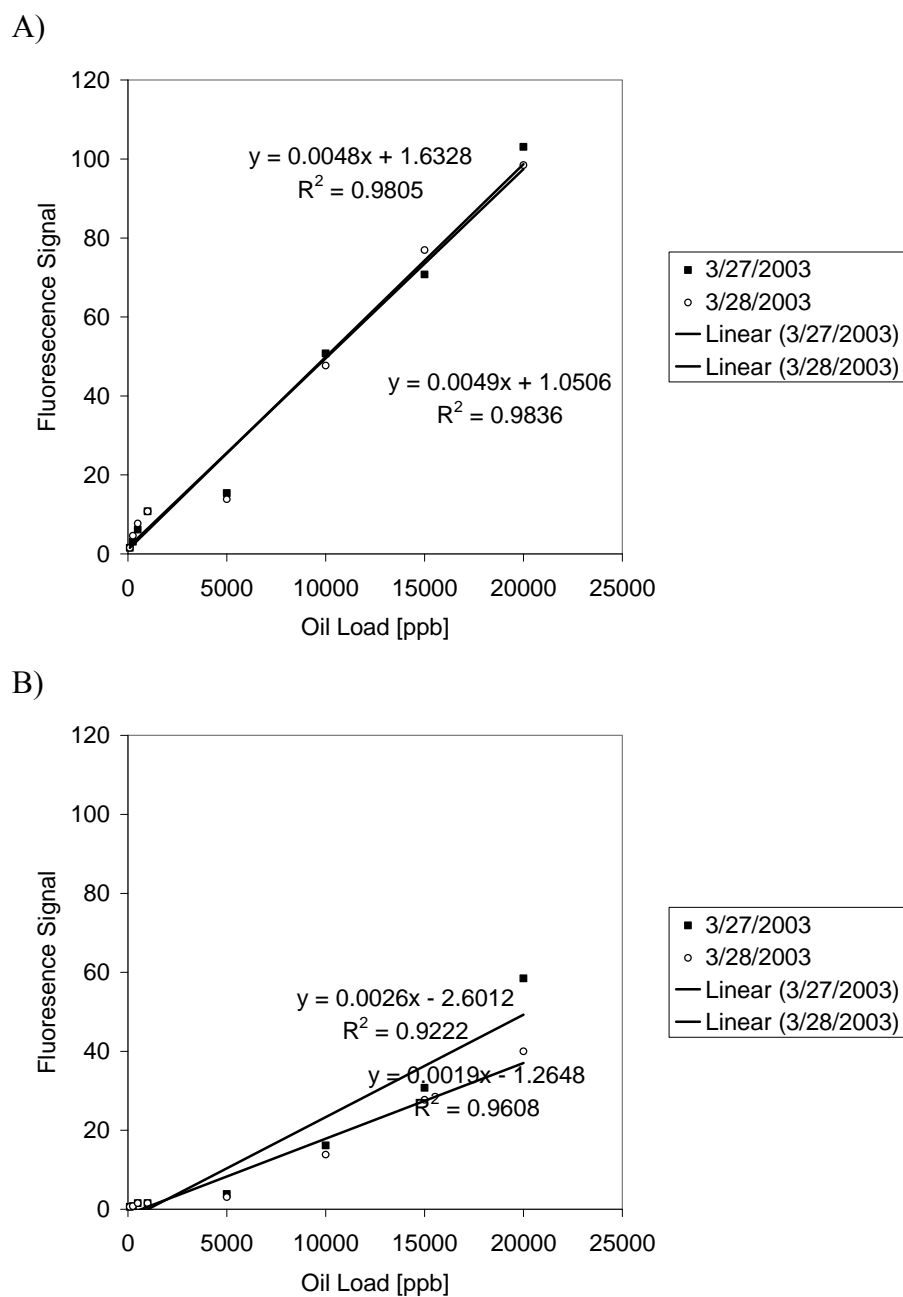 A)
120
100
80
60
40
20
0
Fluoresecence Signal
y = 0.0048x + 1.6328
R² = 0.9805
y = 0.0049x + 1.0506
R² = 0.9836
0 5000 10000 15000 20000 25000
Oil Load [ppb]
3/27/2003
3/28/2003
Linear (3/27/2003)
Linear (3/28/2003)
B)
120
100
80
60
40
20
0
Fluoresence Signal
y = 0.0026x - 2.6012
R² = 0.9222
y = 0.0019x - 1.2648
R² = 0.9608
0 5000 10000 15000 20000 25000
Oil Load [ppb]
3/27/2003
3/28/2003
Linear (3/27/2003)
Linear (3/28/2003)